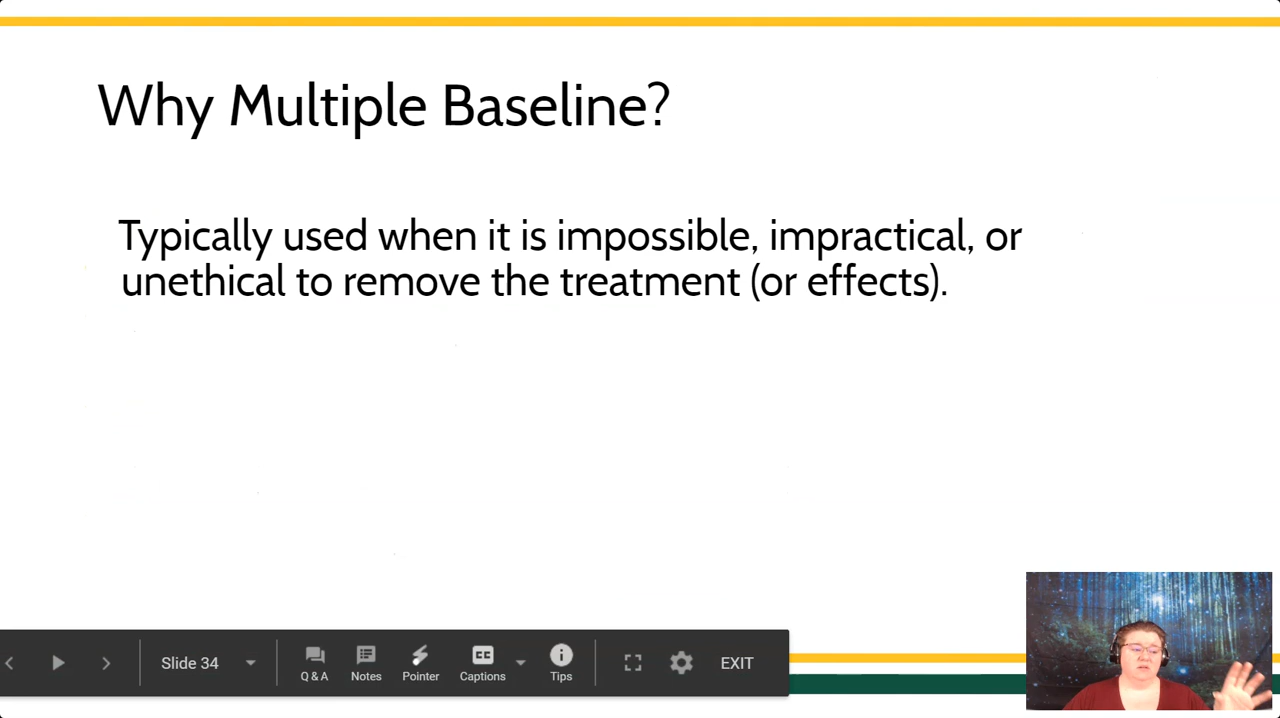 Why Multiple Baseline?
Typically used when it is impossible, impractical, or
unethical to remove the treatment (or effects).
Slide 34
Q & A
Notes
Pointer
CC
Captions
Tips
EXIT